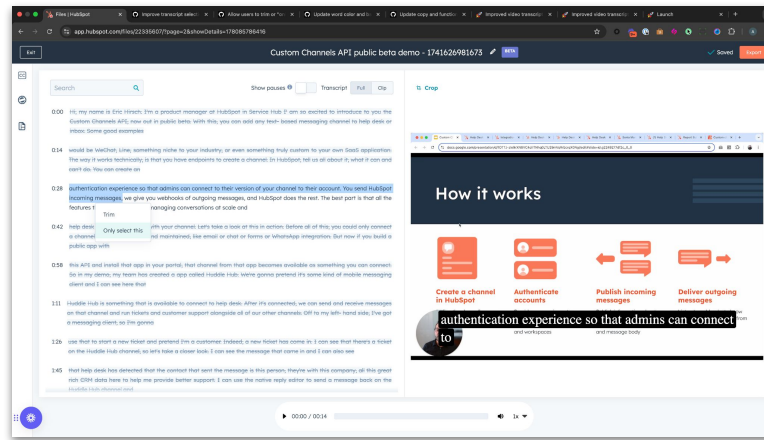 Files | HubSpot
Improve transcript select
Allow users to trim or "
Update word color and b
Update copy and functio
Improved video transcrip
Improved video transcrip
Launch
app.hubspot.com/files/22335607/?page=2&showDetails=178085786416
Exit
Custom Channels API public beta demo - 1741626981673
BETA
Saved
Export
Search
Show pauses
Transcript
Full
Clip
Crop
0:00 Hi, my name is Eric Hirsch, I'm a product manager at HubSpot in Service Hub I' am so excited to introduce to you the
Custom Channels API, now out in public beta. With this, you can add any text- based messaging channel to help desk or
inbox. Some good examples
0:14 would be WeChat, Line, something niche to your industry, or even something truly custom to your own SaaS application.
The way it works technically, is that you have endpoints to create a channel. In HubSpot, tell us all about it, what it can and
can't do. You can create an
0:28 authentication experience so that admins can connect to their version of your channel to their account. You send HubSpot
incoming messages, we give you webhooks of outgoing messages, and HubSpot does the rest. The best part is that all the
features managing conversations at scale and
Trim
Only select this
0:42 help desk with your channel. Let's take a look at this in action. Before all of this, you could only connect
a channel and maintained, like email or chat or forms or WhatsApp integration. But now if you build a
public app with
0:58 this API and install that app in your portal, that channel from that app becomes available as something you can connect.
So in my demo, my team has created a app called Huddle Hub. We're gonna pretend it's some kind of mobile messaging
client and I can see here that
1:11 Huddle Hub is something that is available to connect to help desk. After it's connected, we can send and receive messages
on that channel and run tickets and customer support alongside all of our other channels. Off to my left- hand side, I've got
a messaging client, so I'm gonna
1:26 use that to start a new ticket and pretend I'm a customer. Indeed, a new ticket has come in. I can see that there's a ticket
on the Huddle Hub channel, so let's take a closer look. I can see the message that came in and I can also see
1:45 that help desk has detected that the contact that sent the message is this person, they're with this company, all this great
rich CRM data here to help me provide better support. I can use the native reply editor to send a message back on the
Huddle Hub channel and
How it works
Create a channel
in HubSpot
Authenticate
accounts
Publish incoming
messages
Deliver outgoing
messages
authentication experience so that admins can connect
to
and workspaces
and message body
from
00:00 / 00:14
1x